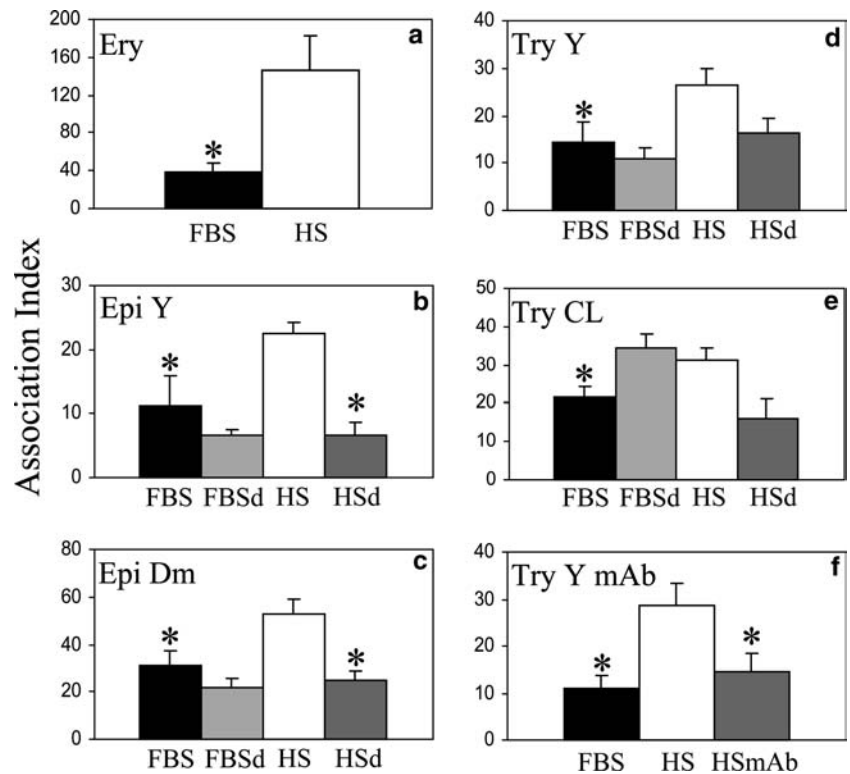 Association Index
Ery
a
200
160
120
80
40
0
*
FBS HS
Epi Y
b
30
20
10
0
* *
FBS FBSd HS HSd
Epi Dm
c
80
60
40
20
0
* *
FBS FBSd HS HSd
Try Y
d
40
30
20
10
0
*
FBS FBSd HS HSd
Try CL
e
50
40
30
20
10
0
*
FBS FBSd HS HSd
Try Y mAb
f
40
30
20
10
0
* *
FBS HS HSmAb